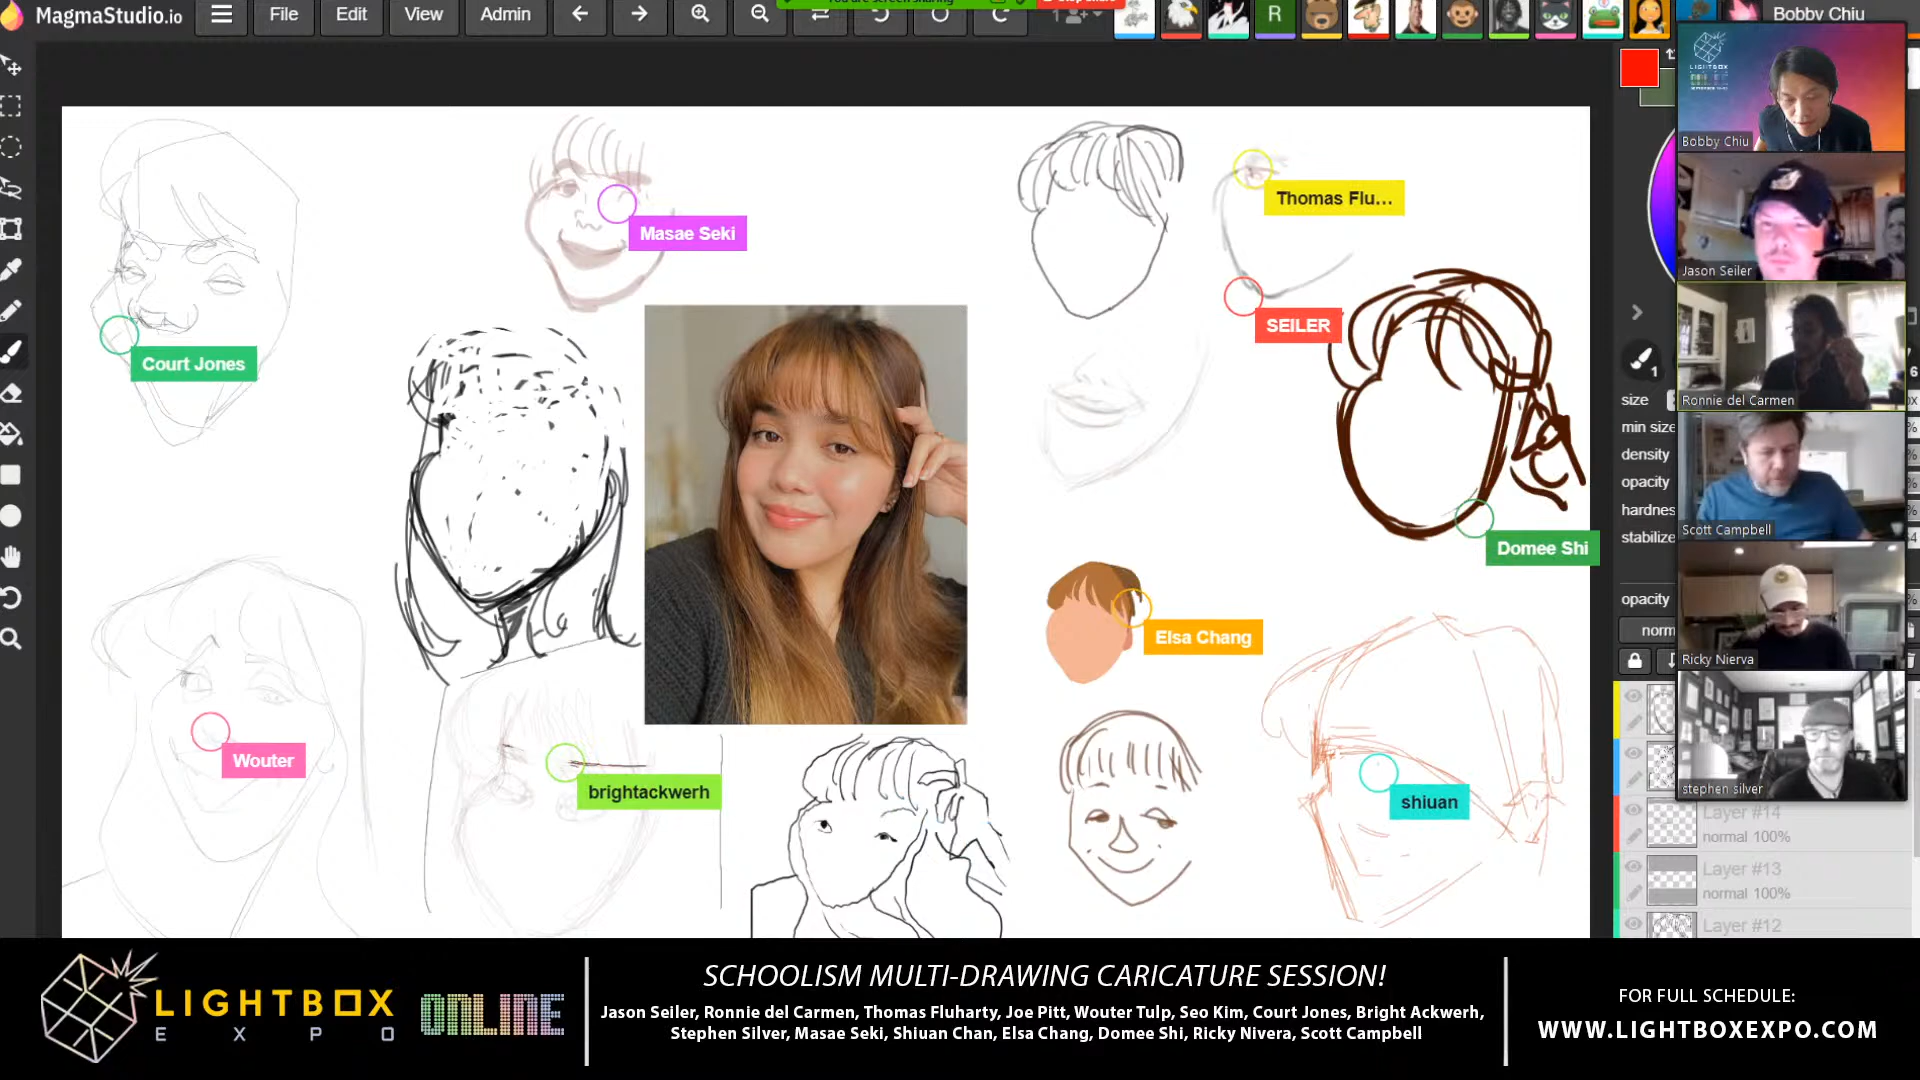 MagmaStudio.io
File
Edit
View
Admin
R
Bobby Chiu
LIGHTBOX
Bobby Chiu
Jason Seiler
Ronnie del Carmen
Scott Campbell
Ricky Nierva
stephen silver
Masae Seki
Thomas Flu...
SEILER
Court Jones
Domee Shi
Elsa Chang
Wouter
brightackwerh
shiuan
1
size
min size
density
opacity
hardnes
stabilize
opacity
norm
Layer #14
normal 100%
Layer #13
normal 100%
Layer #12
LIGHTBOX
EXPO
ONLINE
SCHOOLISM MULTI-DRAWING CARICATURE SESSION!
Jason Seiler, Ronnie del Carmen, Thomas Fluharty, Joe Pitt, Wouter Tulp, Seo Kim, Court Jones, Bright Ackwerh,
Stephen Silver, Masae Seki, Shiuan Chan, Elsa Chang, Domee Shi, Ricky Nivera, Scott Campbell
FOR FULL SCHEDULE:
WWW.LIGHTBOXEXPO.COM